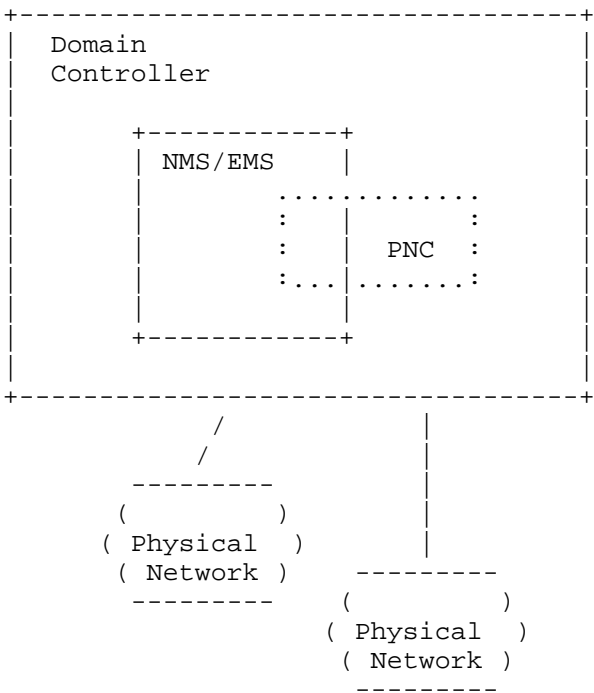 Domain
Controller
NMS/EMS
PNC
Physical
Network
Physical
Network